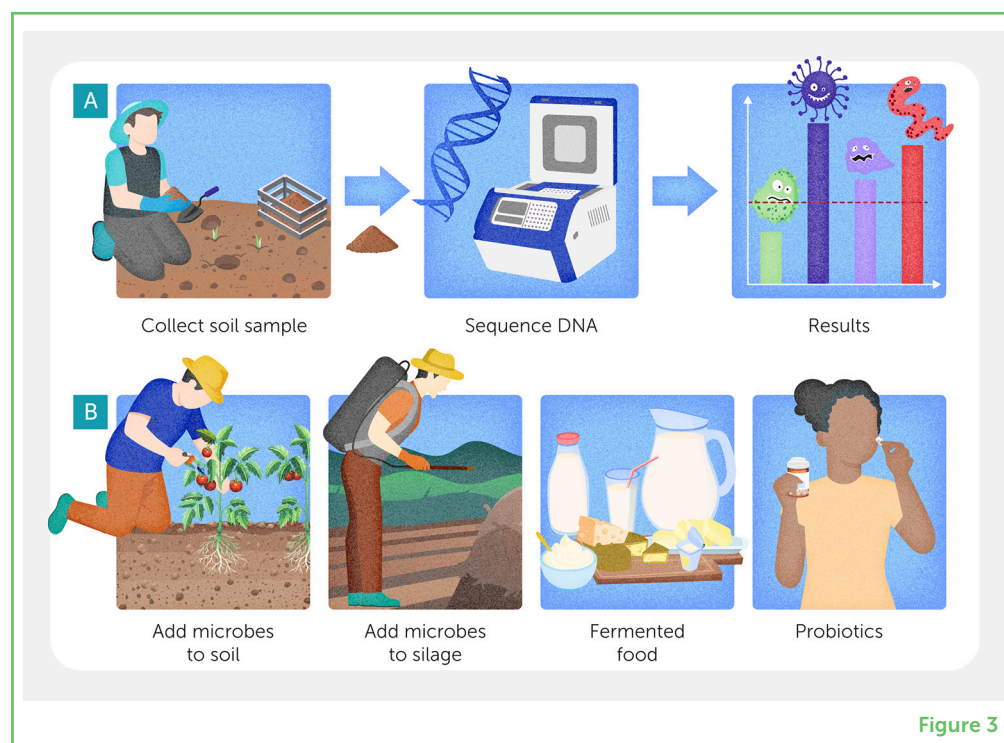 A
Collect soil sample
Sequence DNA
Results
B
Add microbes
to soil
Add microbes
to silage
Fermented
food
Probiotics
Figure 3